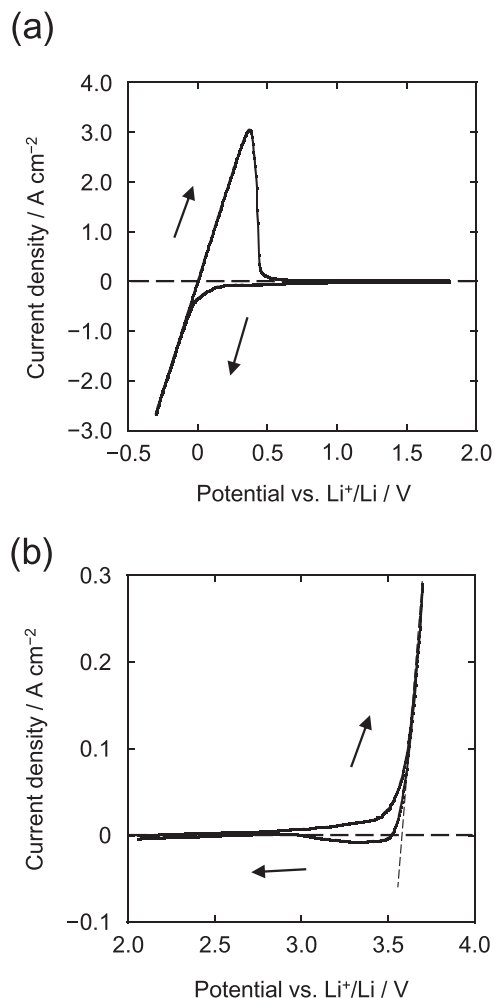 (a)
4.0
3.0
2.0
1.0
0
−1.0
−2.0
−3.0
Current density / A cm⁻²
−0.5 0 0.5 1.0 1.5 2.0
Potential vs. Li⁺/Li / V
(b)
0.3
0.2
0.1
0
−0.1
Current density / A cm⁻²
2.0 2.5 3.0 3.5 4.0
Potential vs. Li⁺/Li / V